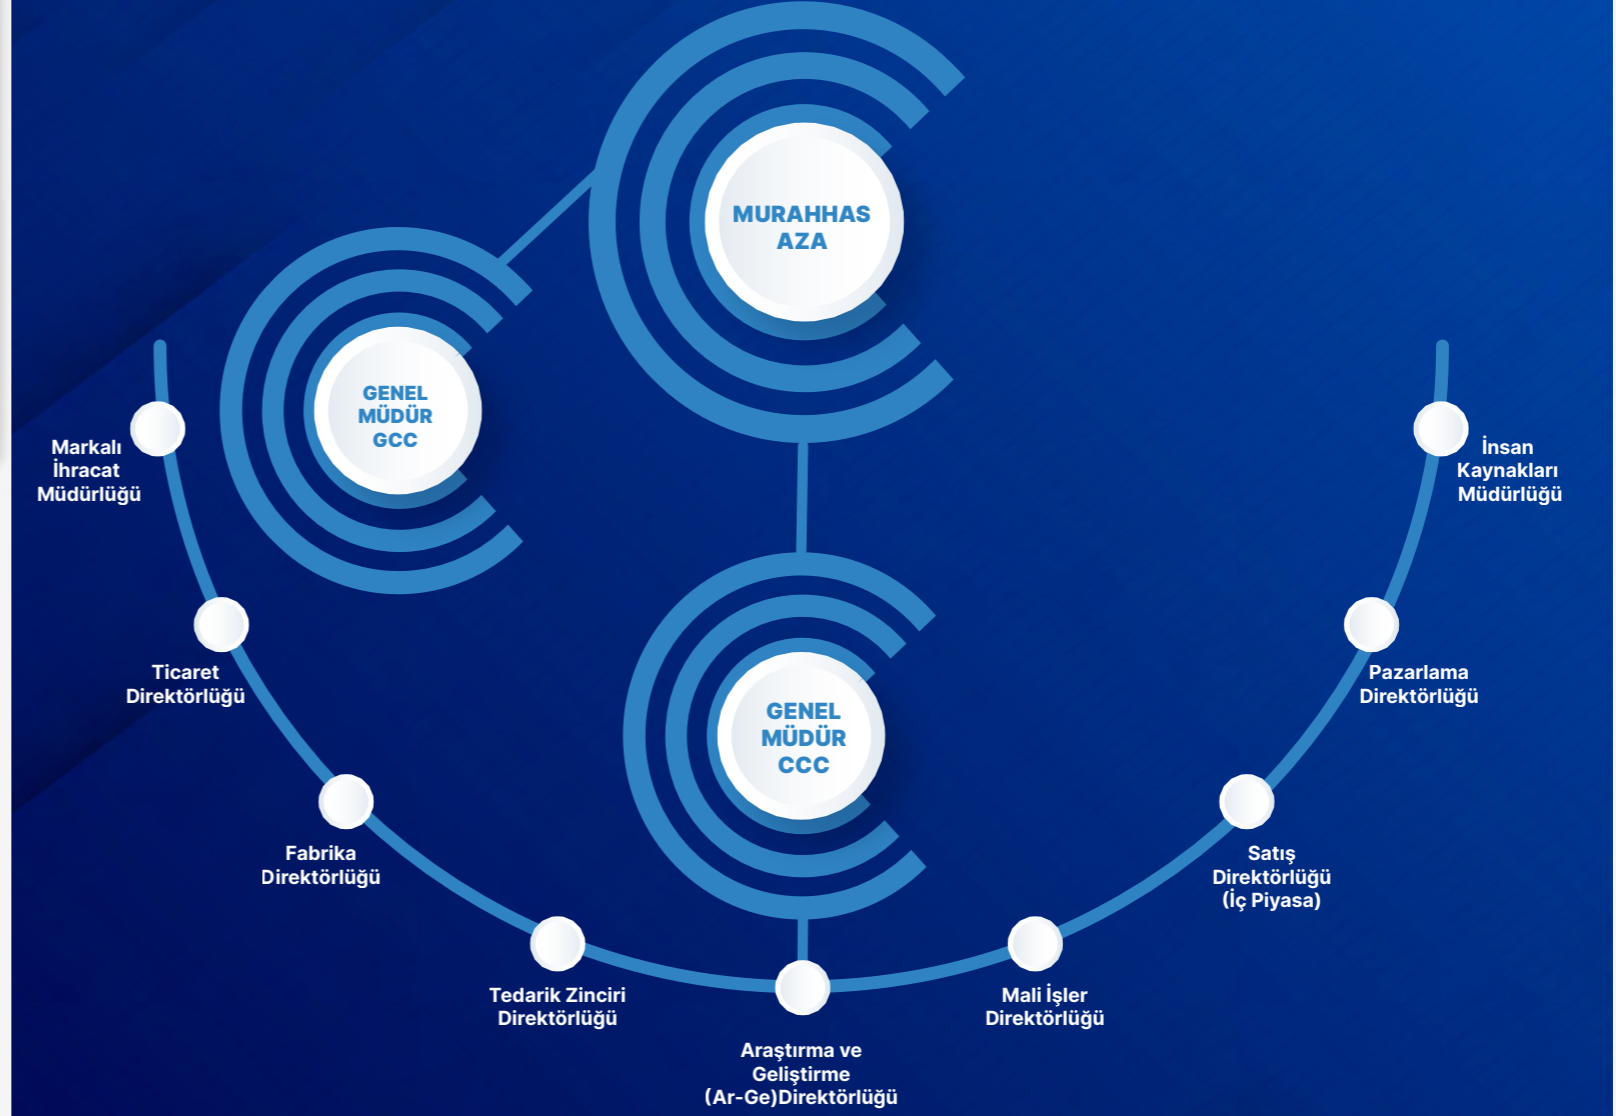 MURAHHAS
AZA
GENEL
MÜDÜR
GCC
GENEL
MÜDÜR
CCC
Markalı
İhracat
Müdürlüğü
Ticaret
Direktörlüğü
Fabrika
Direktörlüğü
Tedarik Zinciri
Direktörlüğü
Araştırma ve
Geliştirme
(Ar-Ge)Direktörlüğü
Mali İşler
Direktörlüğü
Satış
Direktörlüğü
(İç Piyasa)
Pazarlama
Direktörlüğü
İnsan
Kaynakları
Müdürlüğü